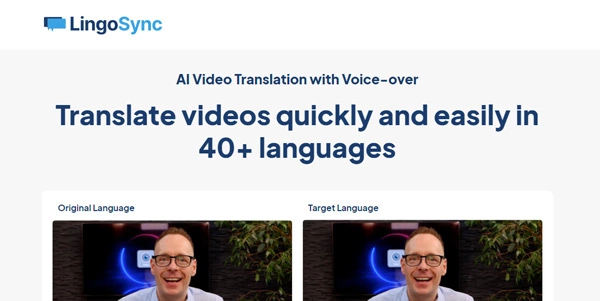 LingoSync
AI Video Translation with Voice-over
Translate videos quickly and easily in
40+ languages
Original Language
Target Language